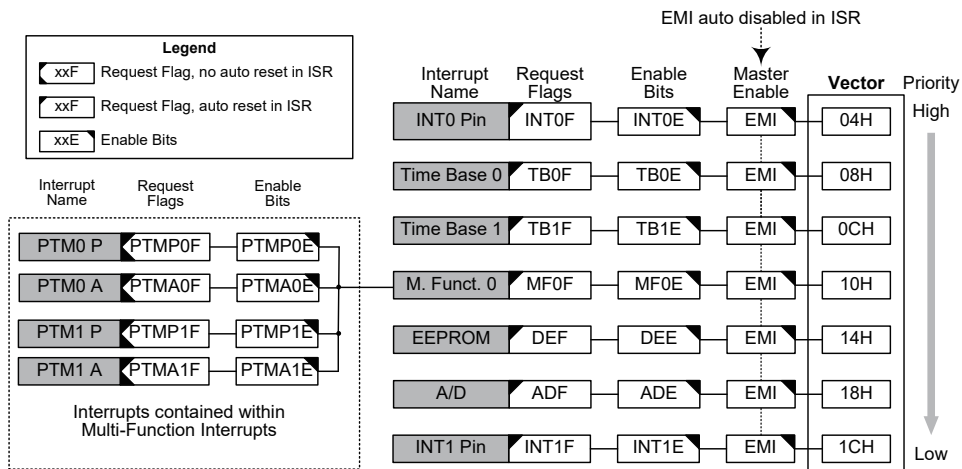 EMI auto disabled in ISR
Legend
xxF Request Flag, no auto reset in ISR
xxF Request Flag, auto reset in ISR
xxE Enable Bits
Interrupt Name Request Flags Enable Bits Master Enable Vector Priority
INT0 Pin INT0F INT0E EMI 04H High
Time Base 0 TB0F TB0E EMI 08H
Time Base 1 TB1F TB1E EMI 0CH
M. Funct. 0 MF0F MF0E EMI 10H
EEPROM DEF DEE EMI 14H
A/D ADF ADE EMI 18H
INT1 Pin INT1F INT1E EMI 1CH Low
Interrupt Name Request Flags Enable Bits
PTM0 P PTMP0F PTMP0E
PTM0 A PTMA0F PTMA0E
PTM1 P PTMP1F PTMP1E
PTM1 A PTMA1F PTMA1E
Interrupts contained within
Multi-Function Interrupts